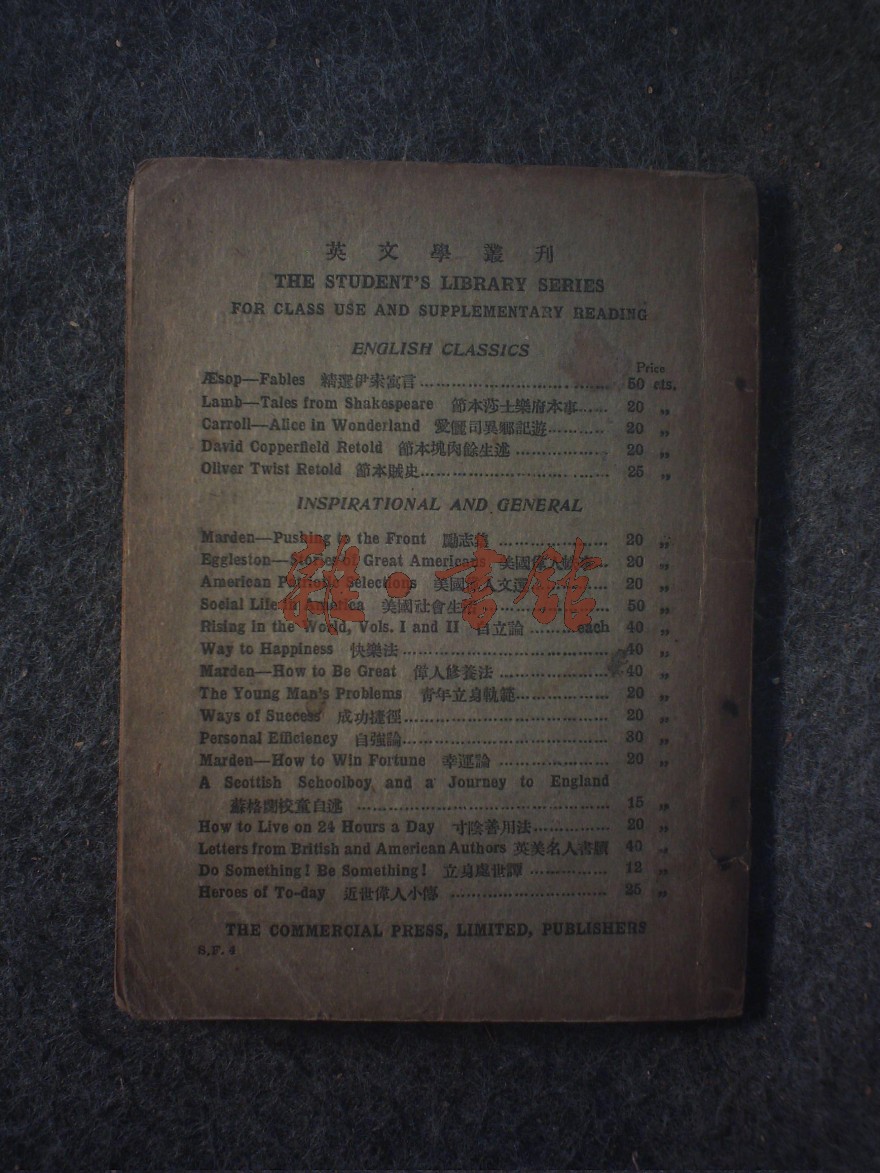 英文學叢刊
THE STUDENT'S LIBRARY SERIES
FOR CLASS USE AND SUPPLEMENTARY READING
ENGLISH CLASSICS
Price
Æsop—Fables 精選伊索寓言 50 cts.
Lamb—Tales from Shakespeare 節本莎士樂府本事 20 „
Carroll—Alice in Wonderland 愛儷司異鄉記遊 20 „
David Copperfield Retold 節本塊肉餘生述 20 „
Oliver Twist Retold 節本賊史 25 „
INSPIRATIONAL AND GENERAL
Marden—Pushing to the Front 勵志 20 „
Eggleston—Stories of Great Americans 美國偉人 20 „
American Patriotic Selections 美國 人文選 20 „
Social Life in America 美國社會生活 50 „
Rising in the World, Vols. I and II 自立論 each 40 „
Way to Happiness 快樂法 40 „
Marden—How to Be Great 偉人修養法 40 „
The Young Man's Problems 青年立身軌範 20 „
Ways of Success 成功捷徑 20 „
Personal Efficiency 自強論 30 „
Marden—How to Win Fortune 幸運論 20 „
A Scottish Schoolboy and a Journey to England
蘇格蘭校童自述 15 „
How to Live on 24 Hours a Day 寸陰善用法 20 „
Letters from British and American Authors 英美名人書牘 40 „
Do Something! Be Something! 立身處世譚 12 „
Heroes of To-day 近世偉人小傳 25 „
THE COMMERCIAL PRESS, LIMITED, PUBLISHERS
S.F. 4
雜·書館